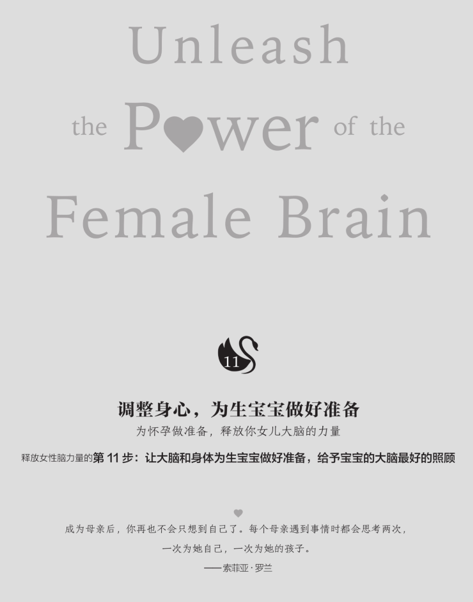 Unleash
the P♥wer of the
Female Brain
11
调整身心，为生宝宝做好准备
为怀孕做准备，释放你女儿大脑的力量
释放女性脑力量的第 11 步：让大脑和身体为生宝宝做好准备，给予宝宝的大脑最好的照顾
成为母亲后，你再也不会只想到自己了。每个母亲遇到事情时都会思考两次，
一次为她自己，一次为她的孩子。
——索菲亚·罗兰